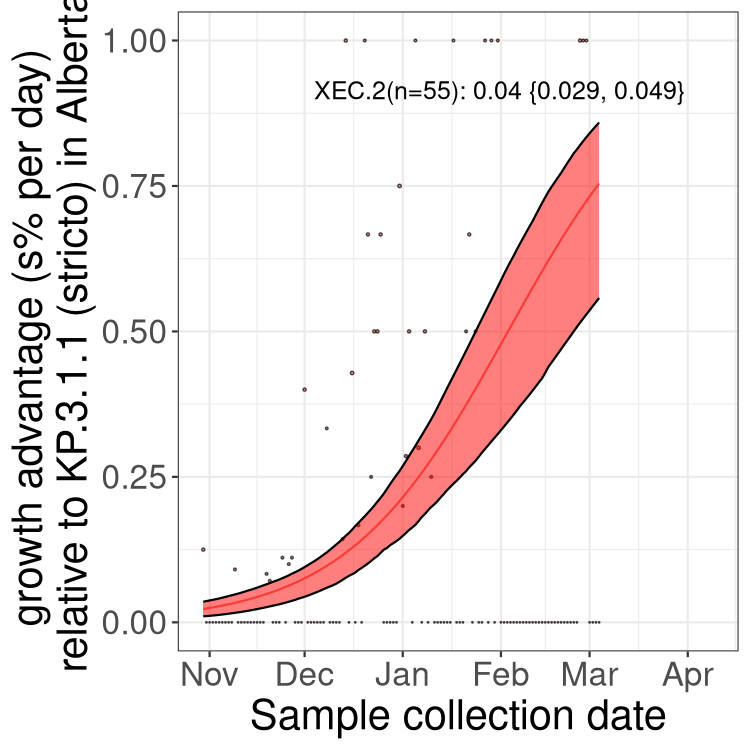 growth advantage (s% per day)
relative to KP.3.1.1 (stricto) in Alberta
1.00
0.75
0.50
0.25
0.00
XEC.2(n=55): 0.04 {0.029, 0.049}
Nov Dec Jan Feb Mar Apr
Sample collection date